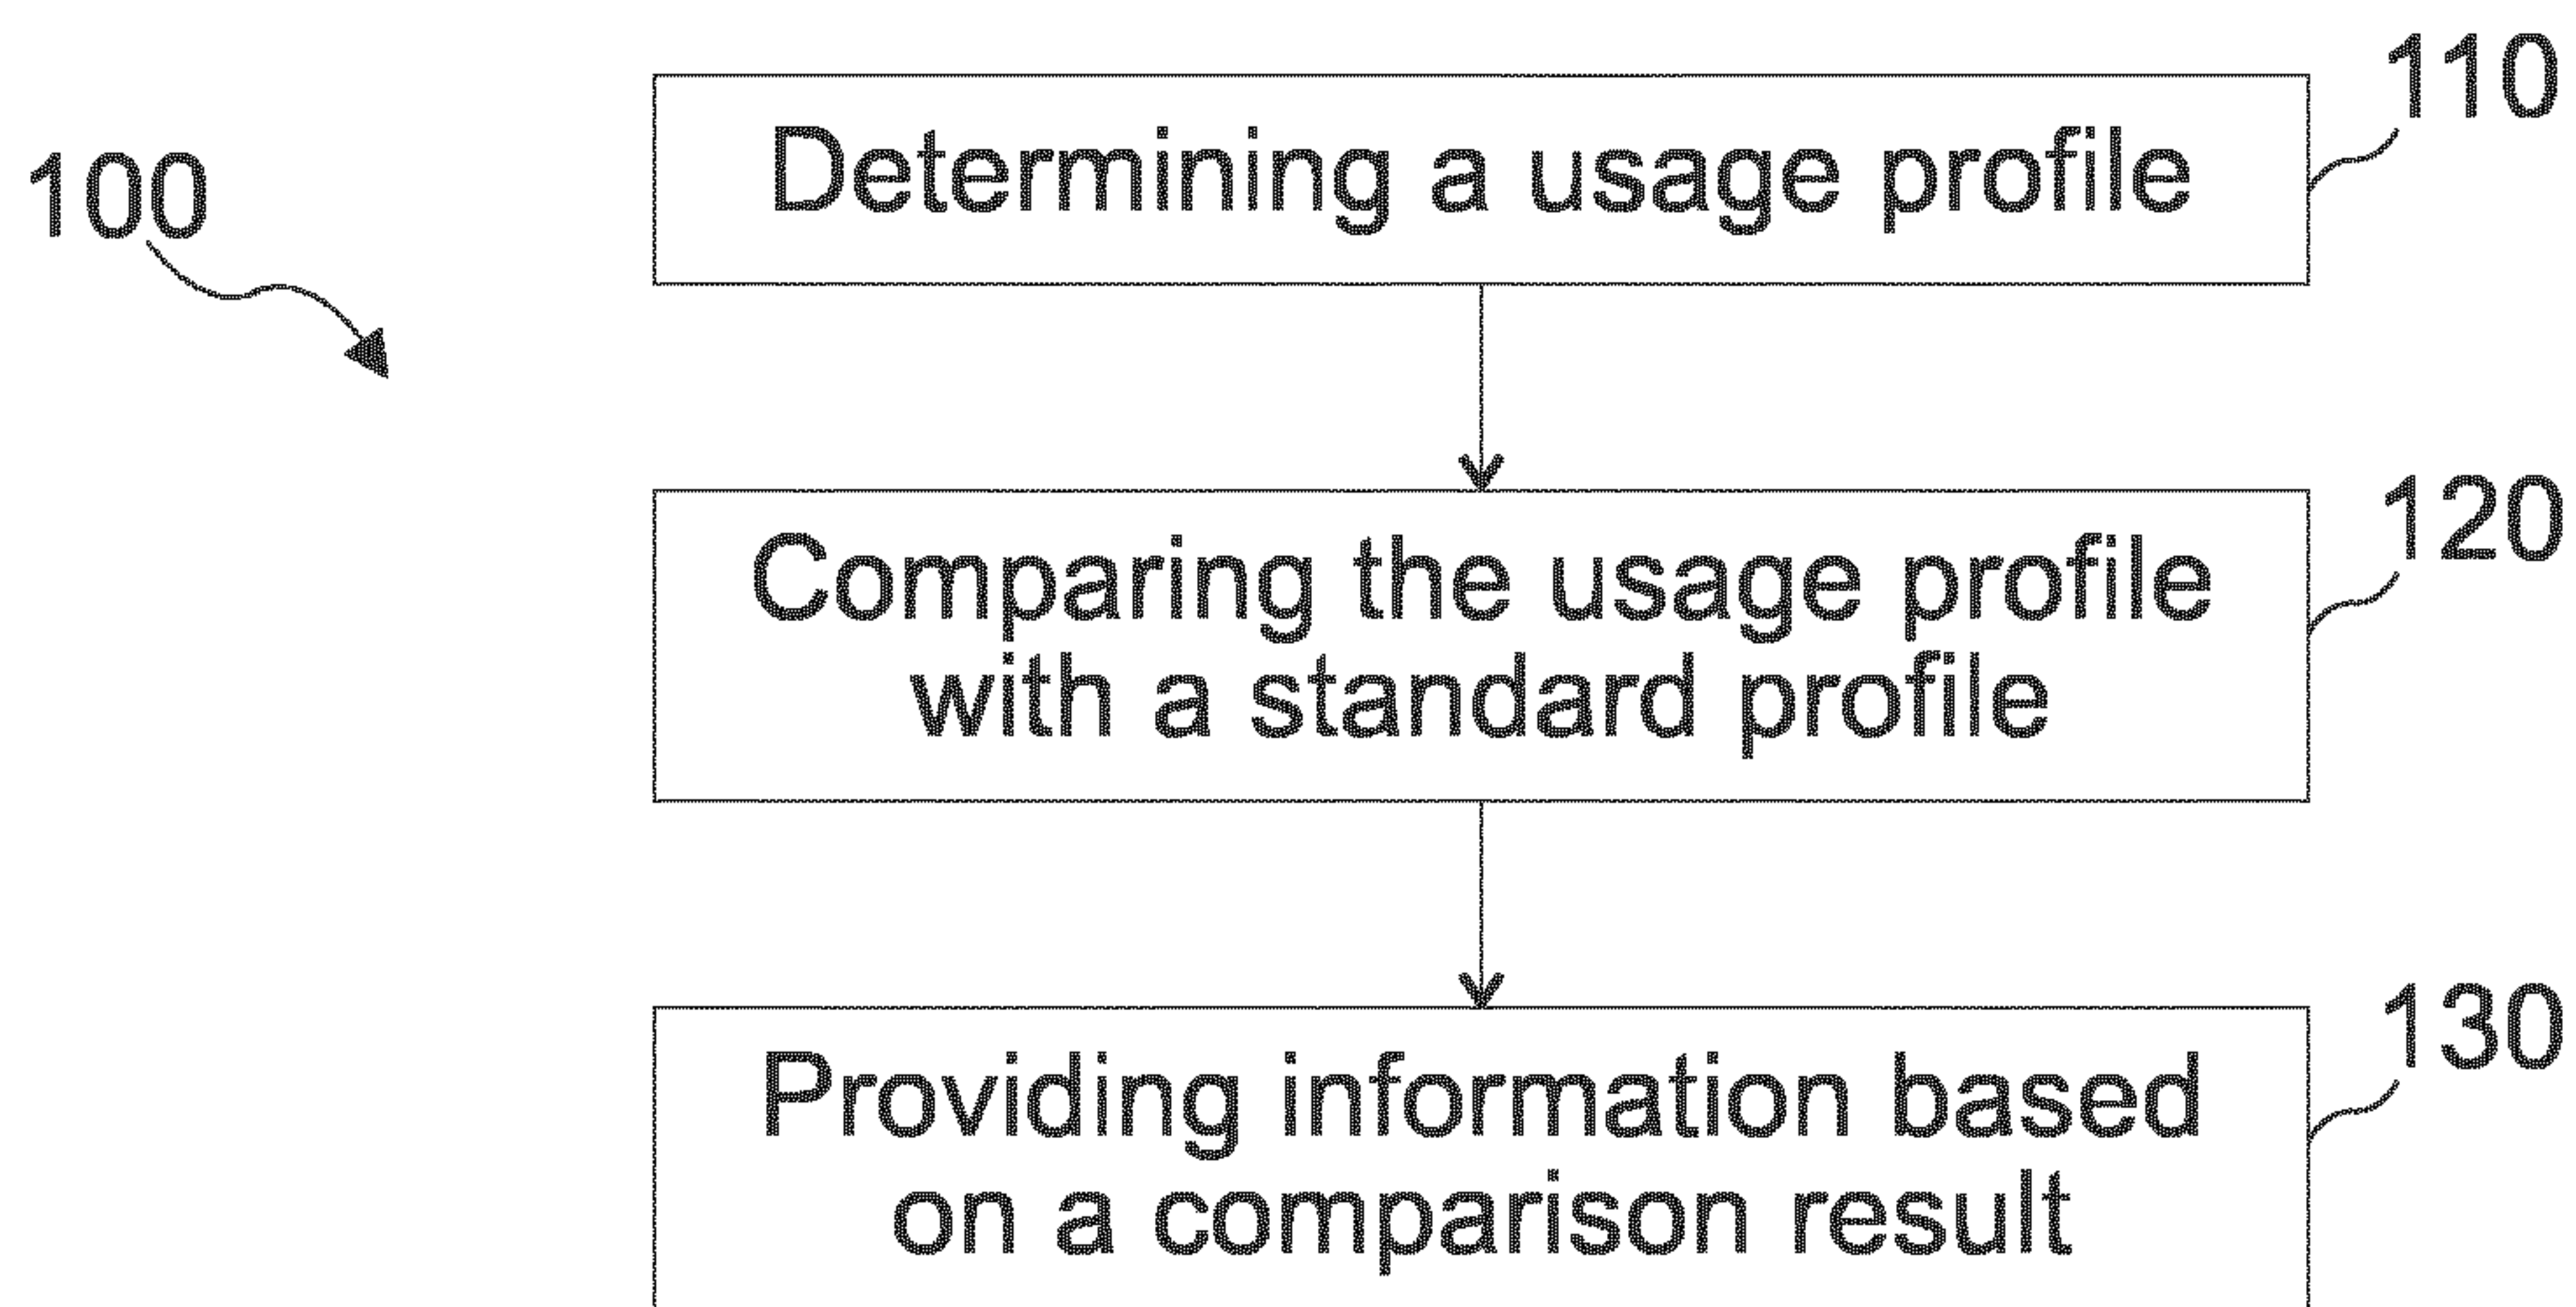 110
Determining a usage profile
100
120
Comparing the usage profile
with a standard profile
130
Providing information based
on a comparison result